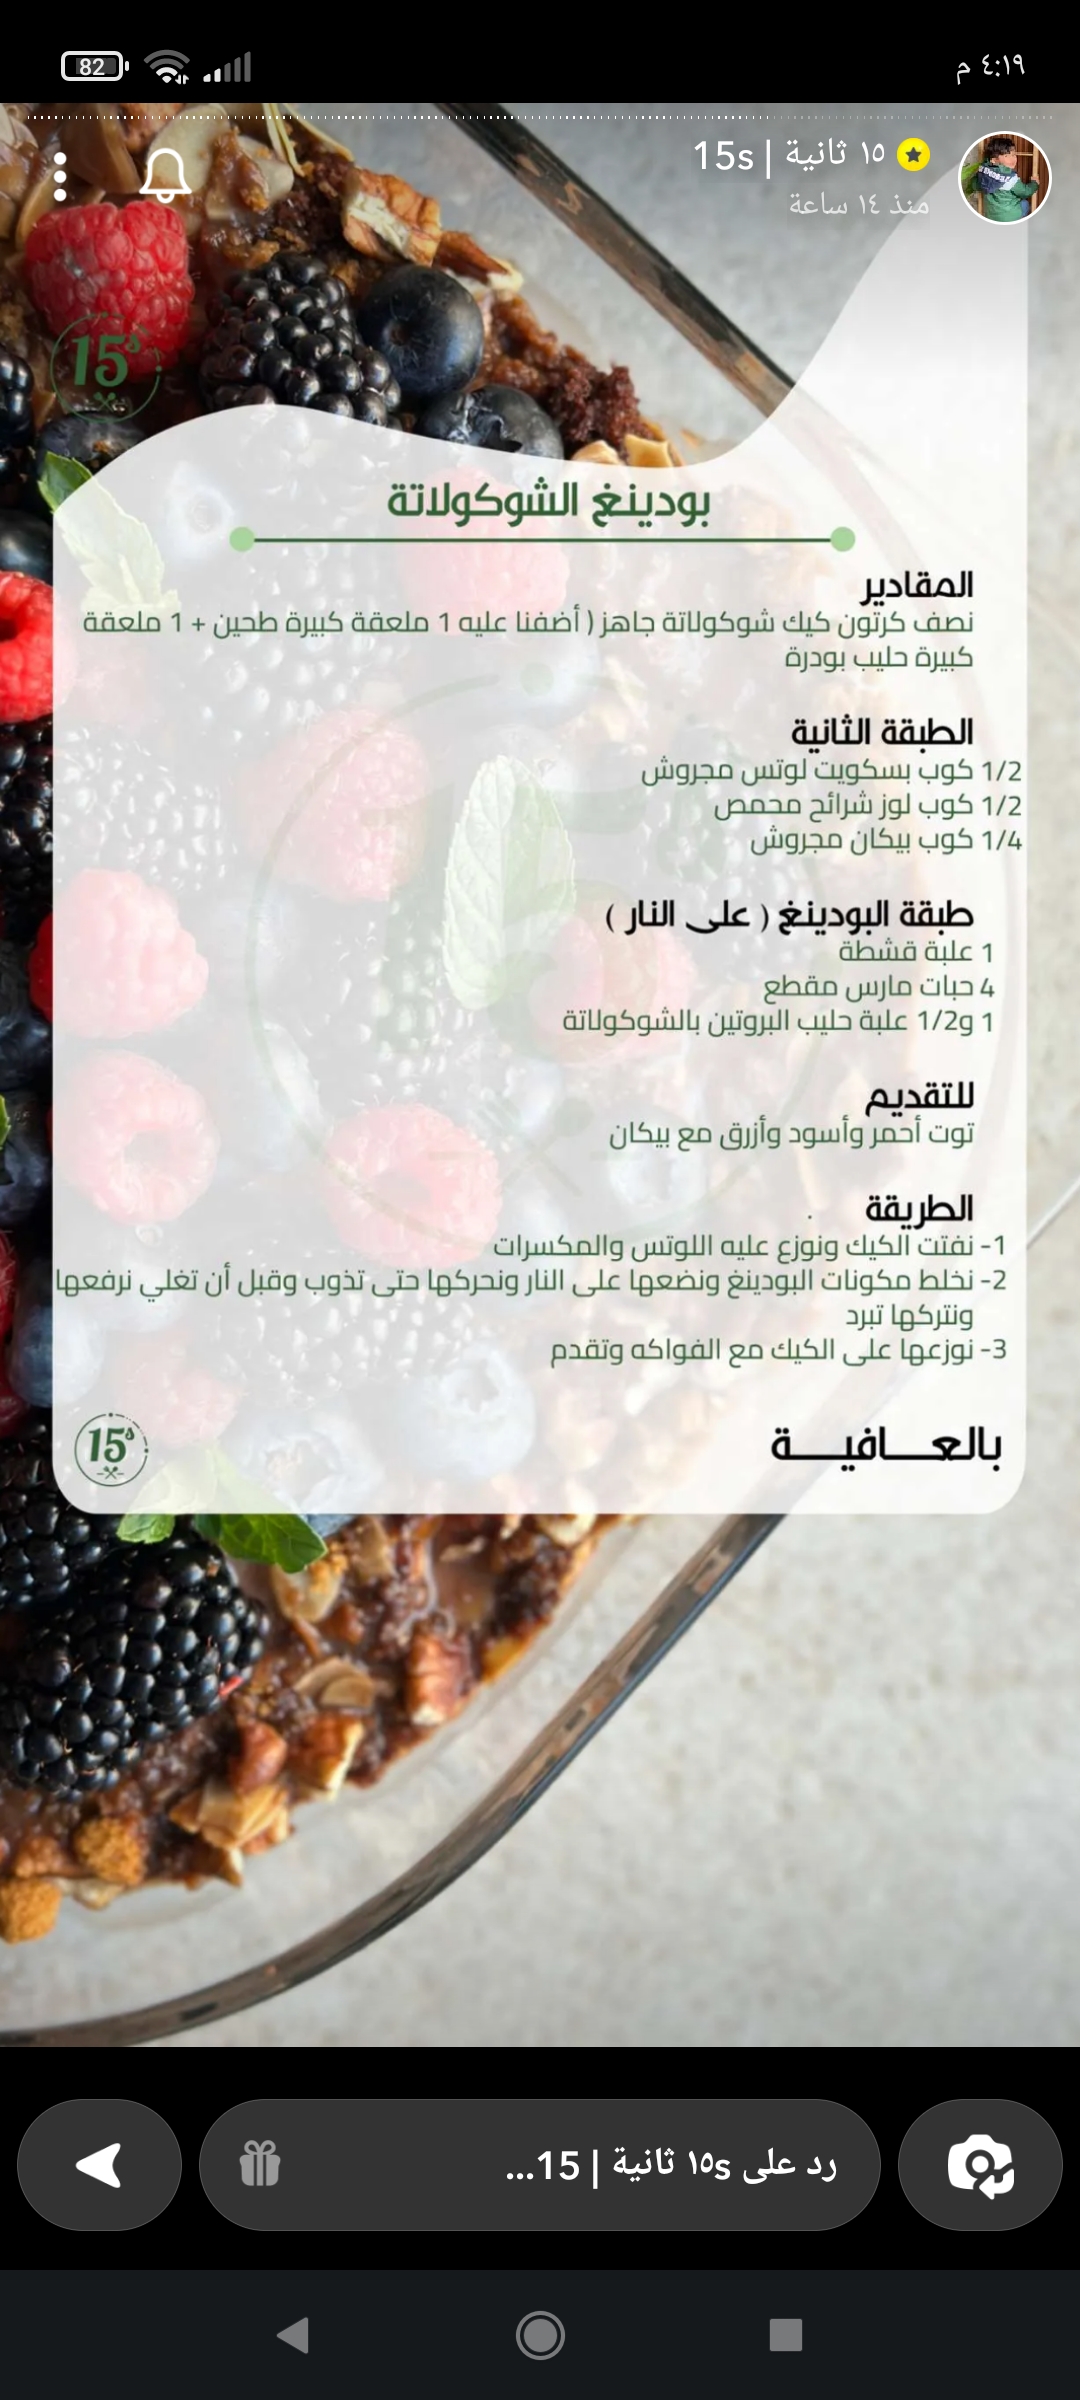 82
٤:١٩ م
١٥ ثانية | 15s
منذ ١٤ ساعة
15s
بودينغ الشوكولاتة
المقادير
نصف كرتون كيك شوكولاتة جاهز ( أضفنا عليه 1 ملعقة كبيرة طحين + 1 ملعقة
كبيرة حليب بودرة
الطبقة الثانية
1/2 كوب بسكويت لوتس مجروش
1/2 كوب لوز شرائح محمص
1/4 كوب بيكان مجروش
طبقة البودينغ ( على النار )
1 علبة قشطة
4 حبات مارس مقطع
1 و1/2 علبة حليب البروتين بالشوكولاتة
للتقديم
توت أحمر وأسود وأزرق مع بيكان
الطريقة
1- نفتت الكيك ونوزع عليه اللوتس والمكسرات
2- نخلط مكونات البودينغ ونضعها على النار ونحركها حتى تذوب وقبل أن تغلي نرفعها
ونتركها تبرد
3- نوزعها على الكيك مع الفواكه وتقدم
بالعـــافيـــة
15s
رد على ١٥s ثانية | 15...